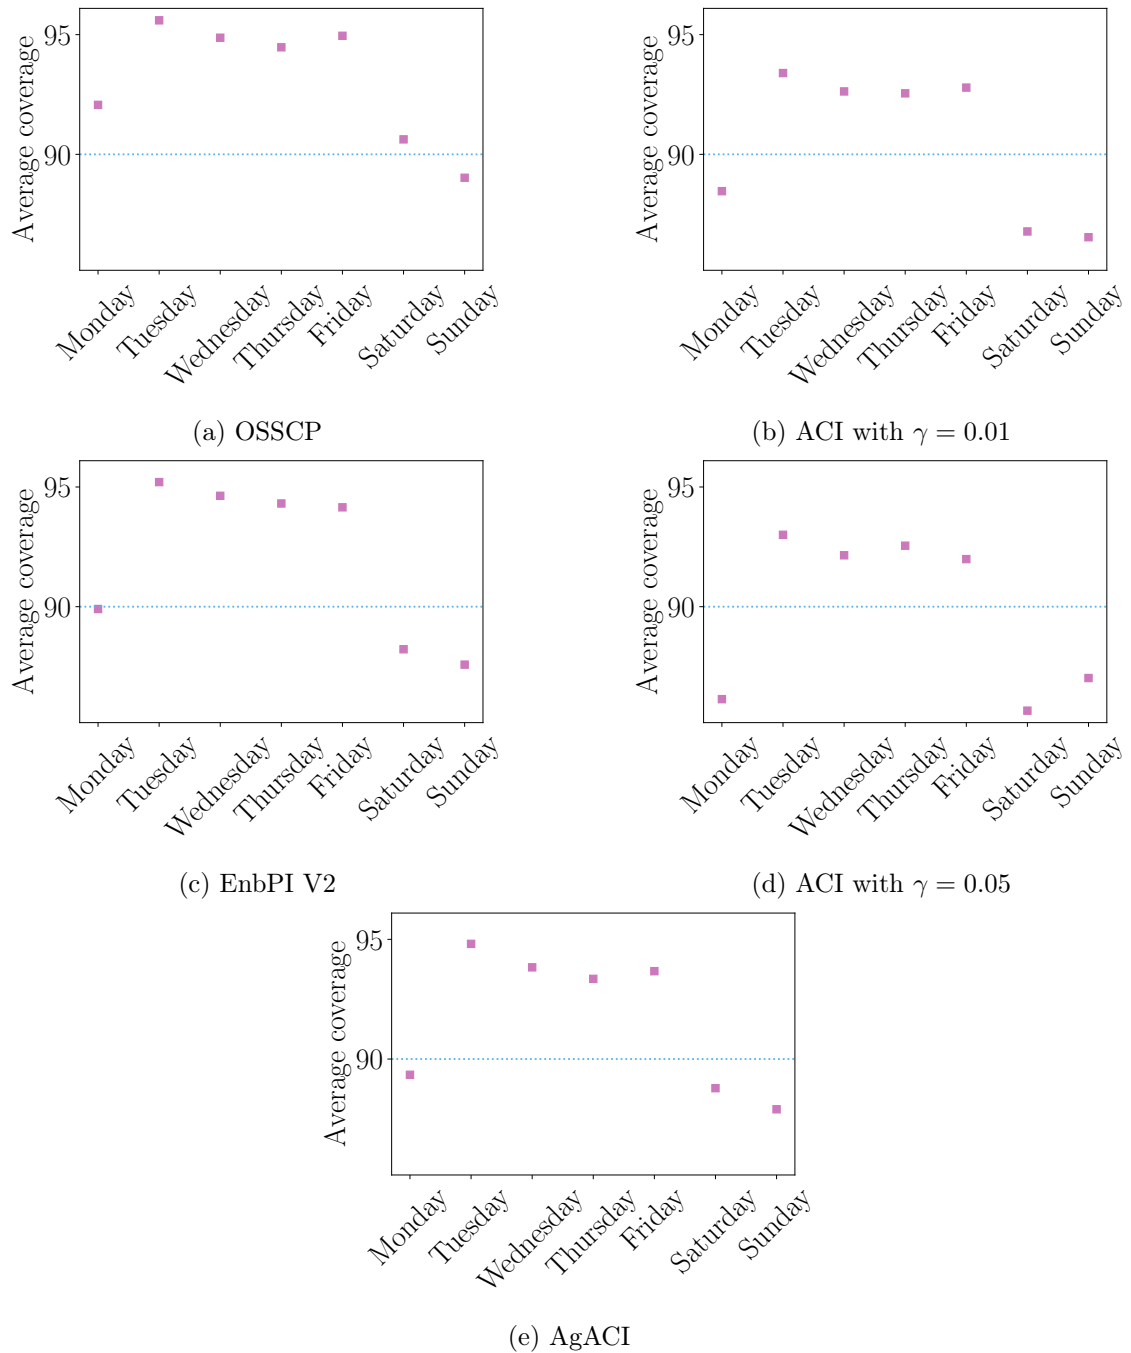 Average coverage
95
90
Monday
Tuesday
Wednesday
Thursday
Friday
Saturday
Sunday
(a) OSSCP
Average coverage
95
90
Monday
Tuesday
Wednesday
Thursday
Friday
Saturday
Sunday
(b) ACI with γ = 0.01
Average coverage
95
90
Monday
Tuesday
Wednesday
Thursday
Friday
Saturday
Sunday
(c) EnbPI V2
Average coverage
95
90
Monday
Tuesday
Wednesday
Thursday
Friday
Saturday
Sunday
(d) ACI with γ = 0.05
Average coverage
95
90
Monday
Tuesday
Wednesday
Thursday
Friday
Saturday
Sunday
(e) AgACI